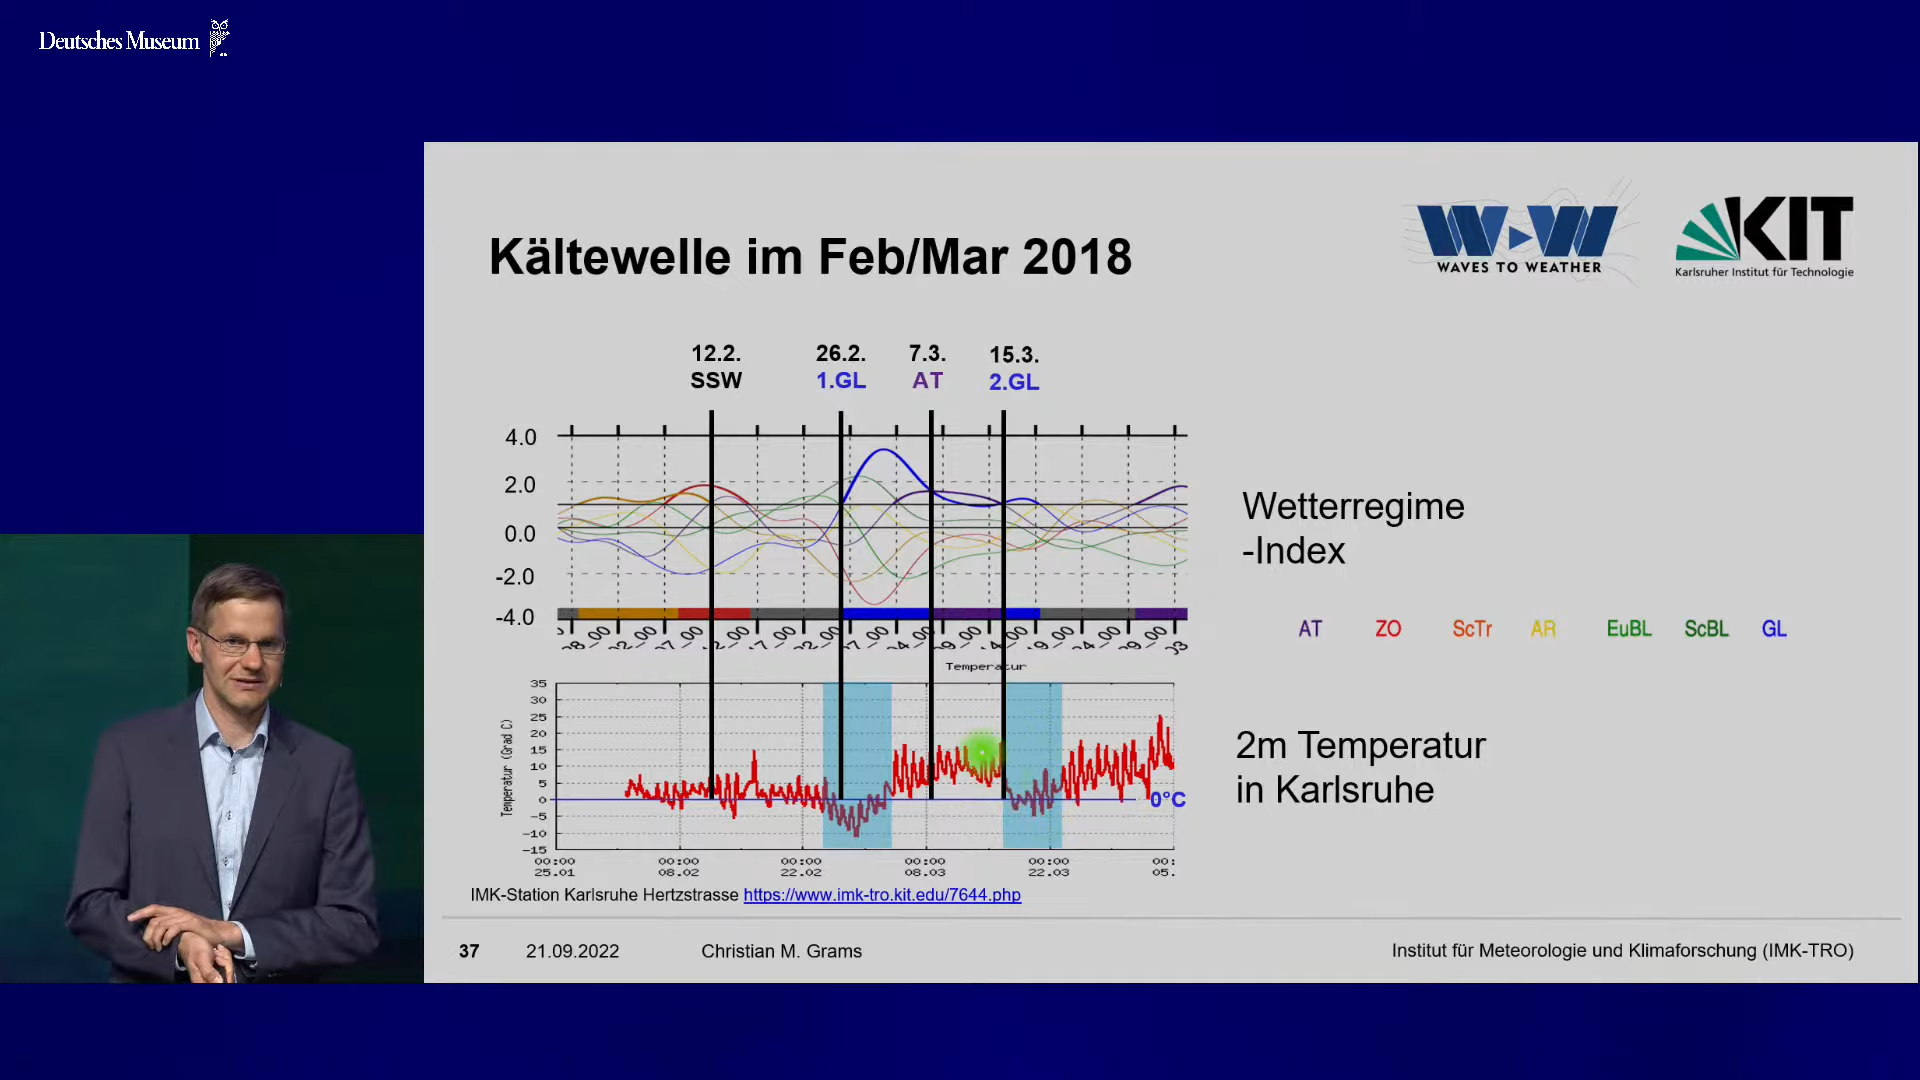 Deutsches Museum
WAVES TO WEATHER
KIT
Karlsruher Institut für Technologie
Kältewelle im Feb/Mar 2018
12.2. 26.2. 7.3. 15.3.
SSW 1.GL AT 2.GL
4.0
2.0
0.0
-2.0
-4.0
Wetterregime
-Index
AT ZO ScTr AR EuBL ScBL GL
Temperatur
Temperatur (Grad C)
35
30
25
20
15
10
5
0
-5
-10
-15
0°C
00:00 00:00 00:00 00:00 00:00 00:
25.01 08.02 22.02 08.03 22.03 05.
2m Temperatur
in Karlsruhe
IMK-Station Karlsruhe Hertzstrasse https://www.imk-tro.kit.edu/7644.php
37 21.09.2022 Christian M. Grams Institut für Meteorologie und Klimaforschung (IMK-TRO)